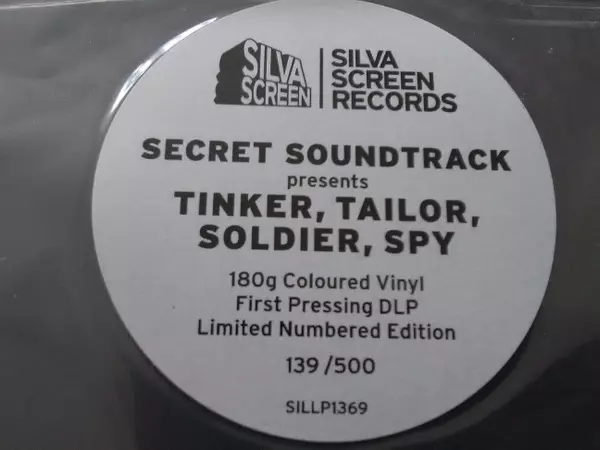 SILVA
SCREEN
SILVA
SCREEN
RECORDS
SECRET SOUNDTRACK
presents
TINKER, TAILOR,
SOLDIER, SPY
180g Coloured Vinyl
First Pressing DLP
Limited Numbered Edition
139 /500
SILLP1369